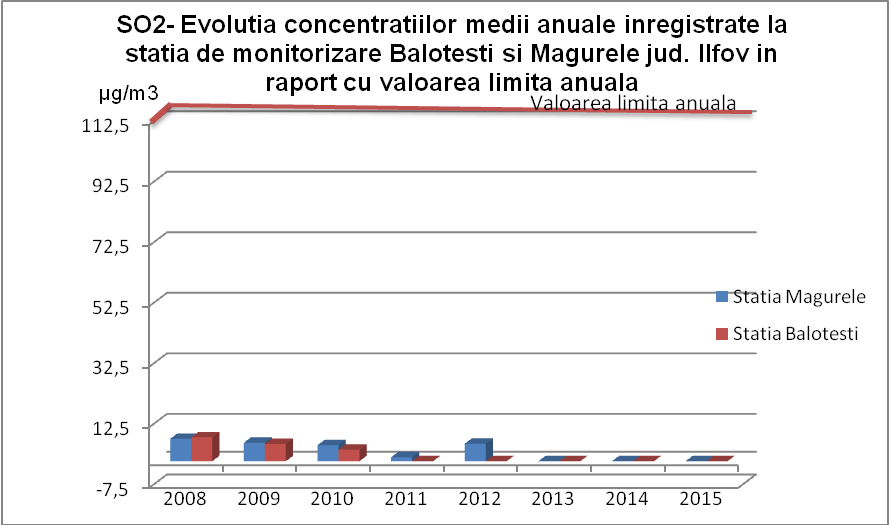 SO2- Evolutia concentratiilor medii anuale inregistrate la
statia de monitorizare Balotesti si Magurele jud. Ilfov in
raport cu valoarea limita anuala
µg/m3
Valoarea limita anuala
112,5
92,5
72,5
52,5
32,5
12,5
-7,5
2008 2009 2010 2011 2012 2013 2014 2015
Statia Magurele
Statia Balotesti